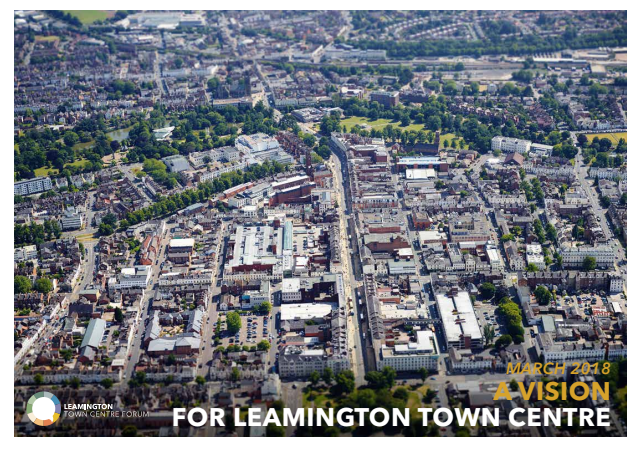 MARCH 2018
A VISION
FOR LEAMINGTON TOWN CENTRE
LEAMINGTON
TOWN CENTRE FORUM